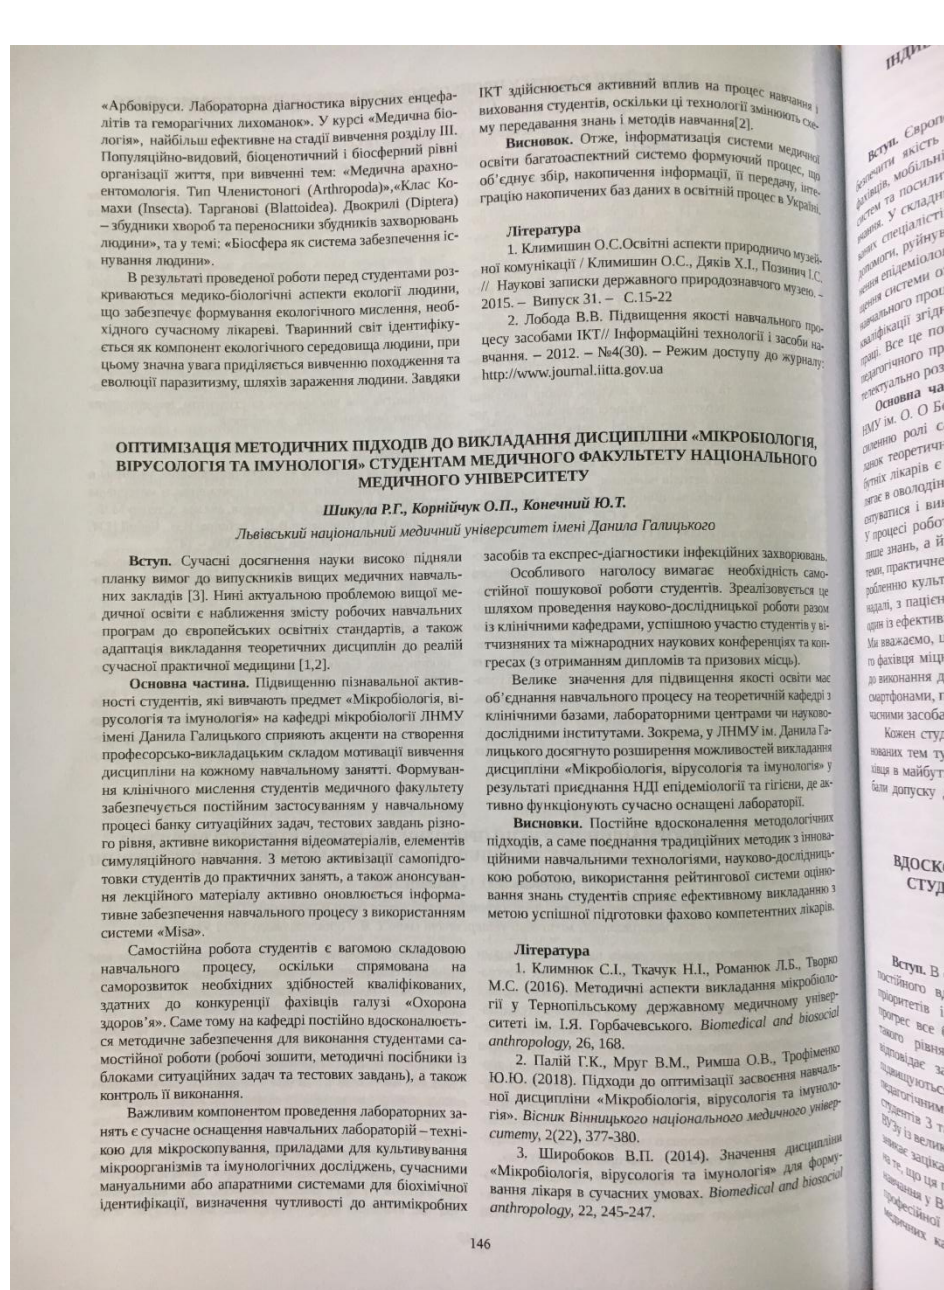 «Арбовіруси. Лабораторна діагностика вірусних енцефа-
літів та геморагічних лихоманок». У курсі «Медична біо-
логія», найбільш ефективне на стадії вивчення розділу III.
Популяційно-видовий, біоценотичний і біосферний рівні
організації життя, при вивченні тем: «Медична арахно-
ентомологія. Тип Членистоногі (Arthropoda)»,«Клас Ко-
махи (Insecta). Тарганові (Blattoidea). Двокрилі (Diptera)
– збудники хвороб та переносники збудників захворювань
людини», та у темі: «Біосфера як система забезпечення іс-
нування людини».
В результаті проведеної роботи перед студентами роз-
криваються медико-біологічні аспекти екології людини,
що забезпечує формування екологічного мислення, необ-
хідного сучасному лікареві. Тваринний світ ідентифіку-
ється як компонент екологічного середовища людини, при
цьому значна увага приділяється вивченню походження та
еволюції паразитизму, шляхів зараження людини. Завдяки
ІКТ здійснюється активний вплив на процес навчання і
виховання студентів, оскільки ці технології змінюють схе-
му передавання знань і методів навчання[2].
Висновок. Отже, інформатизація системи медичної
освіти багатоаспектний системо формуючий процес, що
об’єднує збір, накопичення інформації, її передачу, інте-
грацію накопичених баз даних в освітній процес в Україні.
Література
1. Климишин О.С.Освітні аспекти природничо музей-
ної комунікації / Климишин О.С., Дяків Х.І., Позинич І.С.
// Наукові записки державного природознавчого музею. –
2015. – Випуск 31. – С.15-22
2. Лобода В.В. Підвищення якості навчального про-
цесу засобами ІКТ// Інформаційні технології і засоби на-
вчання. – 2012. – №4(30). – Режим доступу до журналу:
http://www.journal.iitta.gov.ua
ОПТИМІЗАЦІЯ МЕТОДИЧНИХ ПІДХОДІВ ДО ВИКЛАДАННЯ ДИСЦИПЛІНИ «МІКРОБІОЛОГІЯ,
ВІРУСОЛОГІЯ ТА ІМУНОЛОГІЯ» СТУДЕНТАМ МЕДИЧНОГО ФАКУЛЬТЕТУ НАЦІОНАЛЬНОГО
МЕДИЧНОГО УНІВЕРСИТЕТУ
Шикула Р.Г., Корнійчук О.П., Конечний Ю.Т.
Львівський національний медичний університет імені Данила Галицького
Вступ. Сучасні досягнення науки високо підняли
планку вимог до випускників вищих медичних навчаль-
них закладів [3]. Нині актуальною проблемою вищої ме-
дичної освіти є наближення змісту робочих навчальних
програм до європейських освітніх стандартів, а також
адаптація викладання теоретичних дисциплін до реалій
сучасної практичної медицини [1,2].
Основна частина. Підвищенню пізнавальної актив-
ності студентів, які вивчають предмет «Мікробіологія, ві-
русологія та імунологія» на кафедрі мікробіології ЛНМУ
імені Данила Галицького сприяють акценти на створення
професорсько-викладацьким складом мотивації вивчення
дисципліни на кожному навчальному занятті. Формуван-
ня клінічного мислення студентів медичного факультету
забезпечується постійним застосуванням у навчальному
процесі банку ситуаційних задач, тестових завдань різно-
го рівня, активне використання відеоматеріалів, елементів
симуляційного навчання. З метою активізації самопідго-
товки студентів до практичних занять, а також анонсуван-
ня лекційного матеріалу активно оновлюється інформа-
тивне забезпечення навчального процесу з використанням
системи «Misa».
Самостійна робота студентів є вагомою складовою
навчального процесу, оскільки спрямована на
саморозвиток необхідних здібностей кваліфікованих,
здатних до конкуренції фахівців галузі «Охорона
здоров’я». Саме тому на кафедрі постійно вдосконалюєть-
ся методичне забезпечення для виконання студентами са-
мостійної роботи (робочі зошити, методичні посібники із
блоками ситуаційних задач та тестових завдань), а також
контроль її виконання.
Важливим компонентом проведення лабораторних за-
нять є сучасне оснащення навчальних лабораторій – техні-
кою для мікроскопування, приладами для культивування
мікроорганізмів та імунологічних досліджень, сучасними
мануальними або апаратними системами для біохімічної
ідентифікації, визначення чутливості до антимікробних
засобів та експрес-діагностики інфекційних захворювань.
Особливого наголосу вимагає необхідність само-
стійної пошукової роботи студентів. Зреалізовується це
шляхом проведення науково-дослідницької роботи разом
із клінічними кафедрами, успішною участю студентів у ві-
тчизняних та міжнародних наукових конференціях та кон-
гресах (з отриманням дипломів та призових місць).
Велике значення для підвищення якості освіти має
об’єднання навчального процесу на теоретичній кафедрі з
клінічними базами, лабораторними центрами чи науково-
дослідними інститутами. Зокрема, у ЛНМУ ім. Данила Га-
лицького досягнуто розширення можливостей викладання
дисципліни «Мікробіологія, вірусологія та імунологія» у
результаті приєднання НДІ епідеміології та гігієни, де ак-
тивно функціонують сучасно оснащені лабораторії.
Висновки. Постійне вдосконалення методологічних
підходів, а саме поєднання традиційних методик з іннова-
ційними навчальними технологіями, науково-дослідниць-
кою роботою, використання рейтингової системи оціню-
вання знань студентів сприяє ефективному викладанню з
метою успішної підготовки фахово компетентних лікарів.
Література
1. Климнюк С.І., Ткачук Н.І., Романюк Л.Б., Творко
М.С. (2016). Методичні аспекти викладання мікробіоло-
гії у Тернопільському державному медичному універ-
ситеті ім. І.Я. Горбачевського. Biomedical and biosocial
anthropology, 26, 168.
2. Палій Г.К., Мруг В.М., Римша О.В., Трофіменко
Ю.Ю. (2018). Підходи до оптимізації засвоєння навчаль-
ної дисципліни «Мікробіологія, вірусологія та імуноло-
гія». Вісник Вінницького національного медичного універ-
ситету, 2(22), 377-380.
3. Широбоков В.П. (2014). Значення дисципліни
«Мікробіологія, вірусологія та імунологія» для форму-
вання лікаря в сучасних умовах. Biomedical and biosocial
anthropology, 22, 245-247.
146